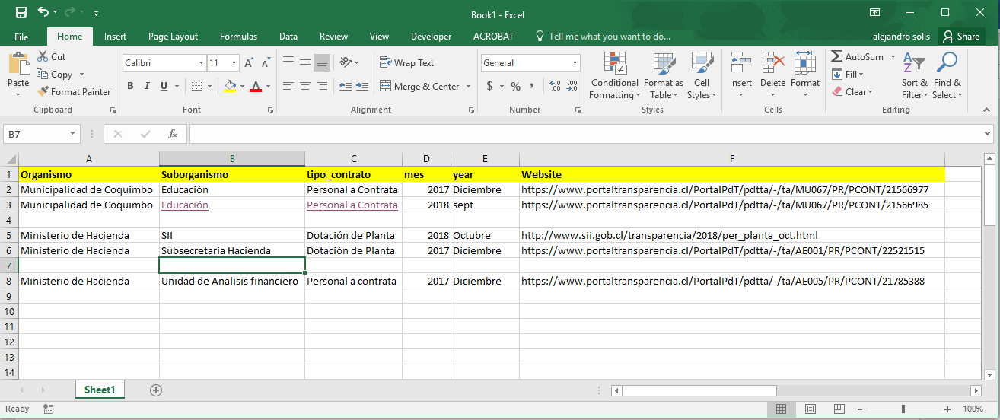 Book1 - Excel
File Home Insert Page Layout Formulas Data Review View Developer ACROBAT Tell me what you want to do... alejandro solis Share
Paste
Cut
Copy
Format Painter
Clipboard
Calibri 11
B I U
A
Font
Wrap Text
Merge & Center
Alignment
General
$ % ,
Number
Conditional Formatting
Format as Table
Cell Styles
Styles
Insert Delete Format
Cells
AutoSum
Fill
Clear
Sort & Filter
Find & Select
Editing
B7 fx
A B C D E F
1 Organismo Suborganismo tipo_contrato mes year Website
2 Municipalidad de Coquimbo Educación Personal a Contrata 2017 Diciembre https://www.portaltransparencia.cl/PortalPdT/pdtta/-/ta/MU067/PR/PCONT/21566977
3 Municipalidad de Coquimbo Educación Personal a Contrata 2018 sept https://www.portaltransparencia.cl/PortalPdT/pdtta/-/ta/MU067/PR/PCONT/21566985
4
5 Ministerio de Hacienda SII Dotación de Planta 2018 Octubre http://www.sii.gob.cl/transparencia/2018/per_planta_oct.html
6 Ministerio de Hacienda Subsecretaria Hacienda Dotación de Planta 2017 Diciembre https://www.portaltransparencia.cl/PortalPdT/pdtta/-/ta/AE001/PR/PCONT/22521515
7
8 Ministerio de Hacienda Unidad de Analisis financiero Personal a contrata 2017 Diciembre https://www.portaltransparencia.cl/PortalPdT/pdtta/-/ta/AE005/PR/PCONT/21785388
9
10
11
12
13
14
Sheet1
Ready 100%